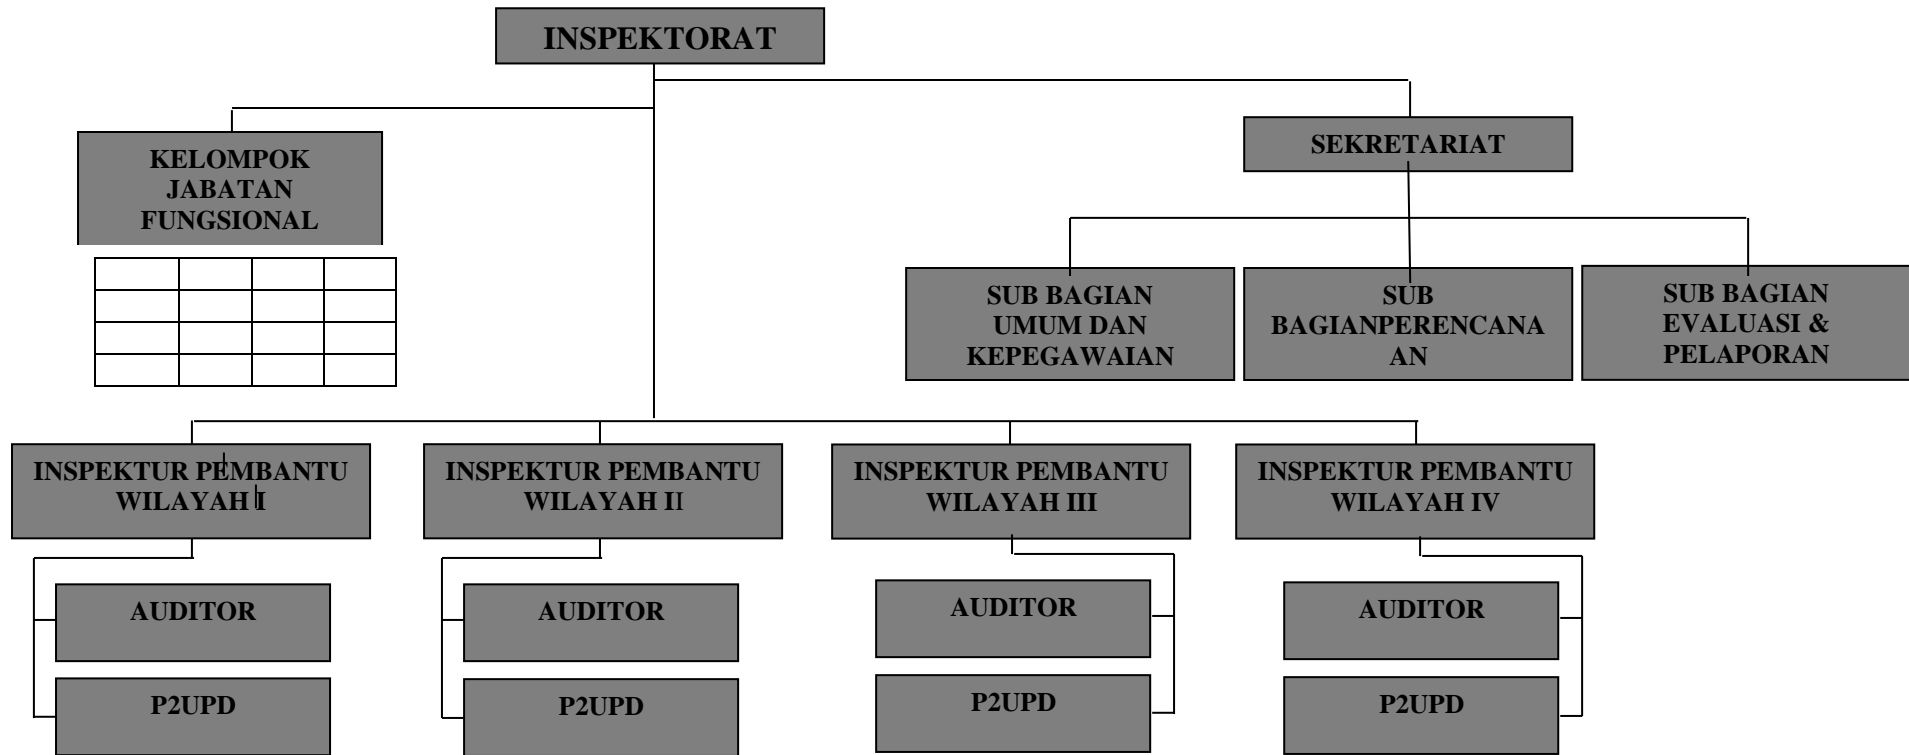 INSPEKTORAT
KELOMPOK
JABATAN
FUNGSIONAL
SEKRETARIAT
SUB BAGIAN
UMUM DAN
KEPEGAWAIAN
SUB
BAGIANPERENCANA
AN
SUB BAGIAN
EVALUASI &
PELAPORAN
INSPEKTUR PEMBANTU
WILAYAH I
INSPEKTUR PEMBANTU
WILAYAH II
INSPEKTUR PEMBANTU
WILAYAH III
INSPEKTUR PEMBANTU
WILAYAH IV
AUDITOR
AUDITOR
AUDITOR
AUDITOR
P2UPD
P2UPD
P2UPD
P2UPD